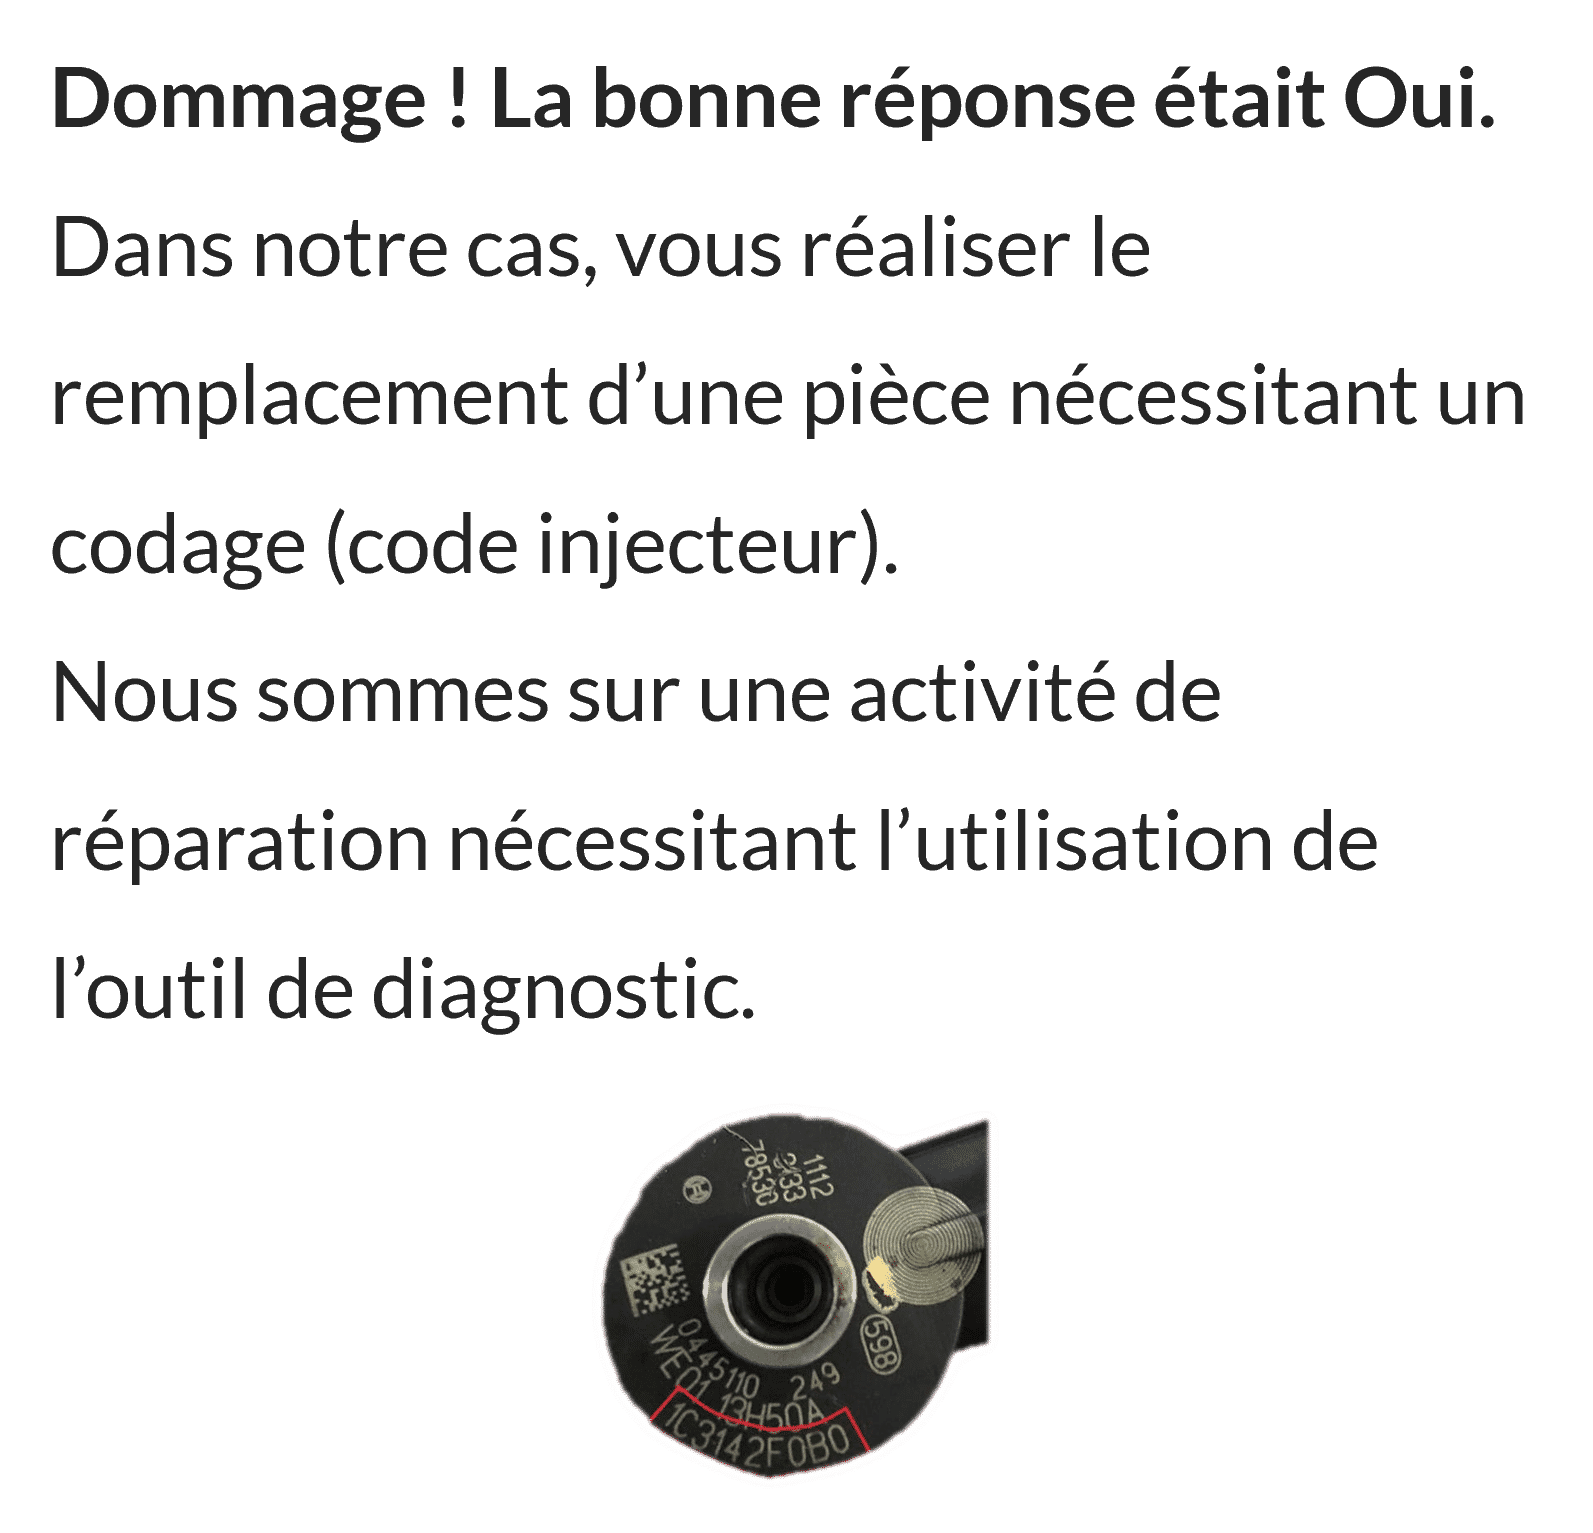 Dommage ! La bonne réponse était Oui.
Dans notre cas, vous réaliser le
remplacement d’une pièce nécessitant un
codage (code injecteur).
Nous sommes sur une activité de
réparation nécessitant l’utilisation de
l’outil de diagnostic.
1112
2133
78530
598
0445110 249
WE01 13H50A
1C3142F0B0